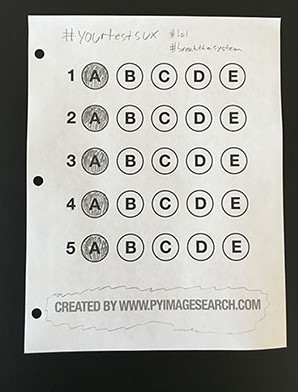 #yourtestsux #lol
#breakthesystem
1 A B C D E
2 A B C D E
3 A B C D E
4 A B C D E
5 A B C D E
CREATED BY WWW.PYIMAGESEARCH.COM